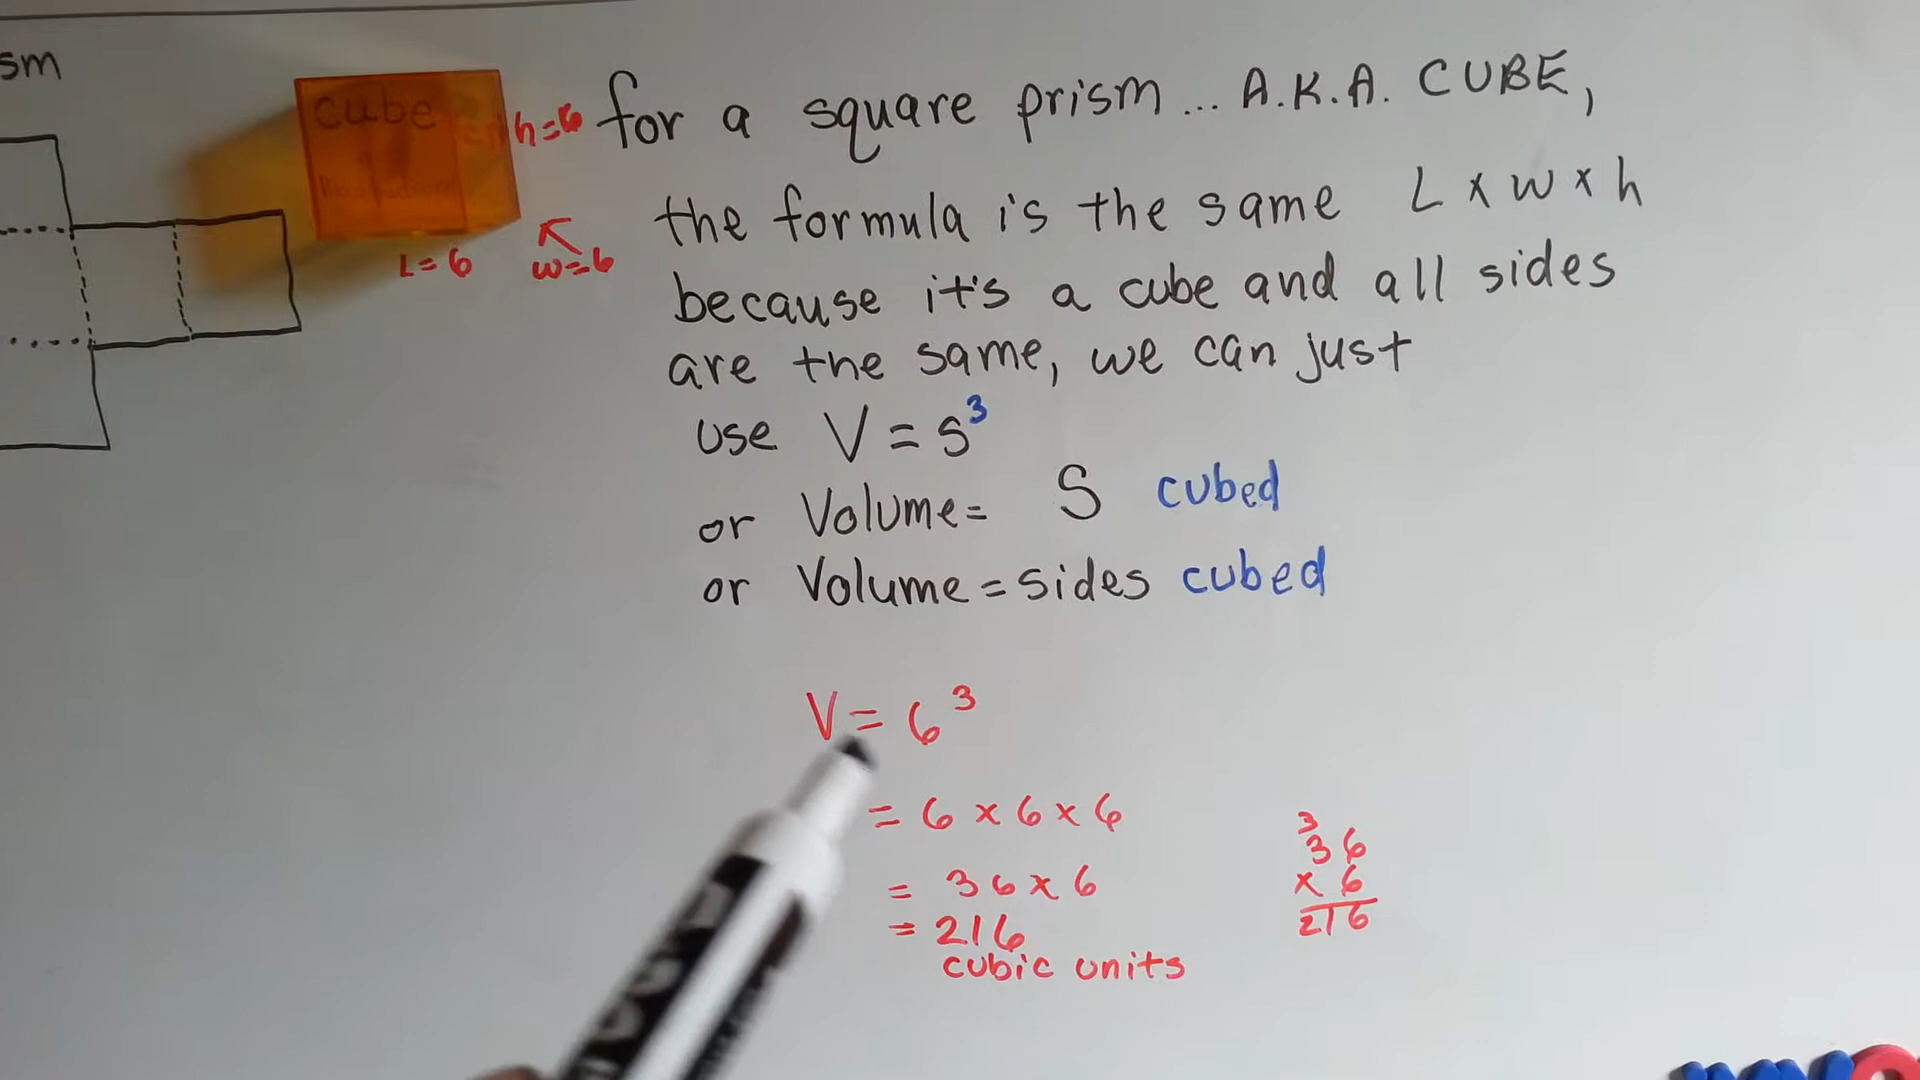 sm
cube
h=6
L=6
w=6
for a square prism... A.K.A. CUBE,
the formula is the same L x w x h
because it's a cube and all sides
are the same, we can just
use V = s³
or Volume= S cubed
or Volume = sides cubed
V = 6³
= 6 x 6 x 6
= 36 x 6
= 216
cubic units
3
36
x 6
216